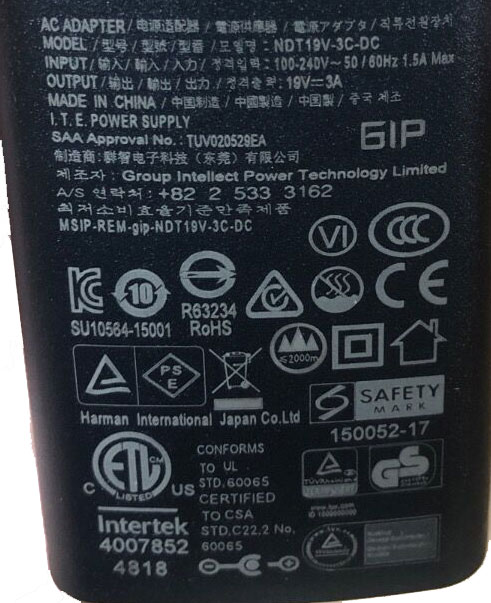 AC ADAPTER / 电源适配器 / 電源供應器 / 電源アダプタ / 직류전원장치
MODEL / 型号 / 型號 / 型番 / 모델명 : NDT19V-3C-DC
INPUT / 输入 / 輸入 / 入力 / 정격입력 : 100-240V~ 50 / 60Hz 1.5A Max
OUTPUT / 输出 / 輸出 / 出力 / 정격출력 : 19V⎓3A
MADE IN CHINA / 中国制造 / 中國製造 / 中国製 / 중국 제조
I.T.E. POWER SUPPLY
SAA Approval No. : TUV020529EA
GIP
制造商: 群智电子科技（东莞）有限公司
제조자 : Group Intellect Power Technology Limited
A/S 연락처 : +82 2 533 3162
최저소비효율기준만족제품
MSIP-REM-gip-NDT19V-3C-DC
VI
CCC
KC
10
R63234
RoHS
SU10564-15001
CE
≤2000m
PS
E
SAFETY
MARK
Harman International Japan Co.Ltd
150052-17
ETL
CM
LISTED
C US
Intertek
4007852
4818
CONFORMS
TO UL
STD.60065
CERTIFIED
TO CSA
STD,C22.2 No.
60065
TÜVRheinland
GS